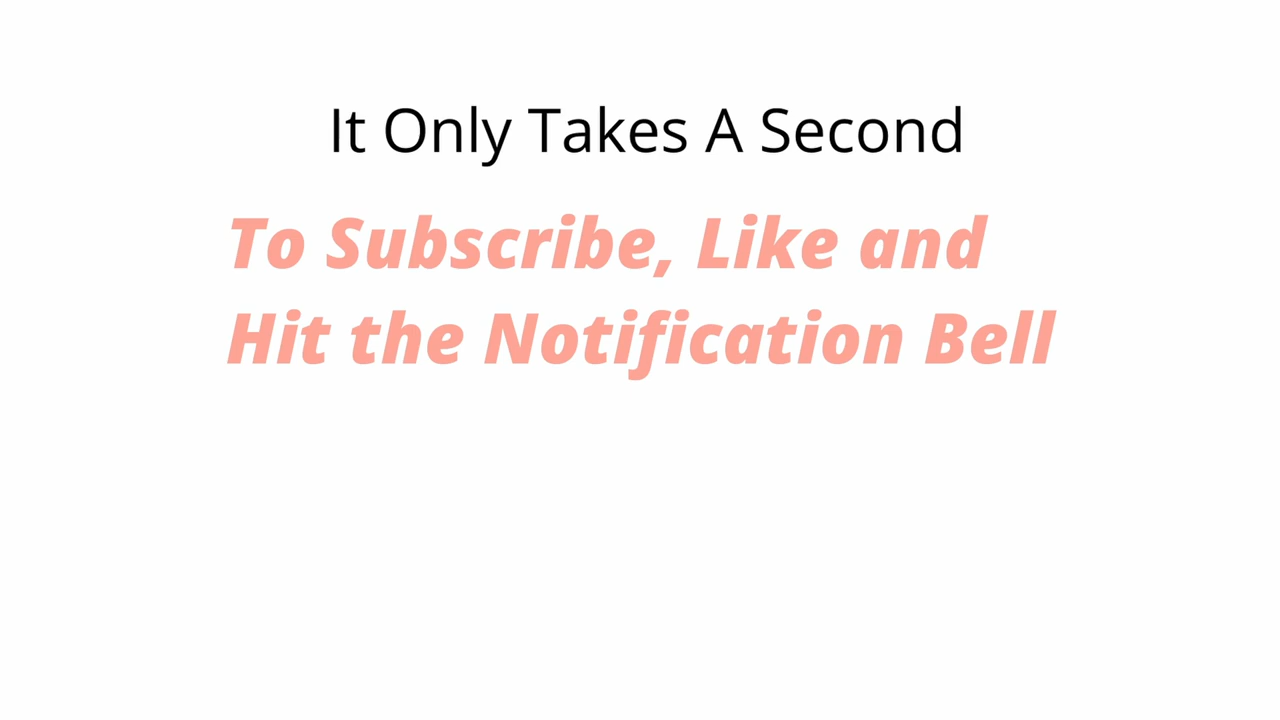 It Only Takes A Second
To Subscribe, Like and
Hit the Notification Bell